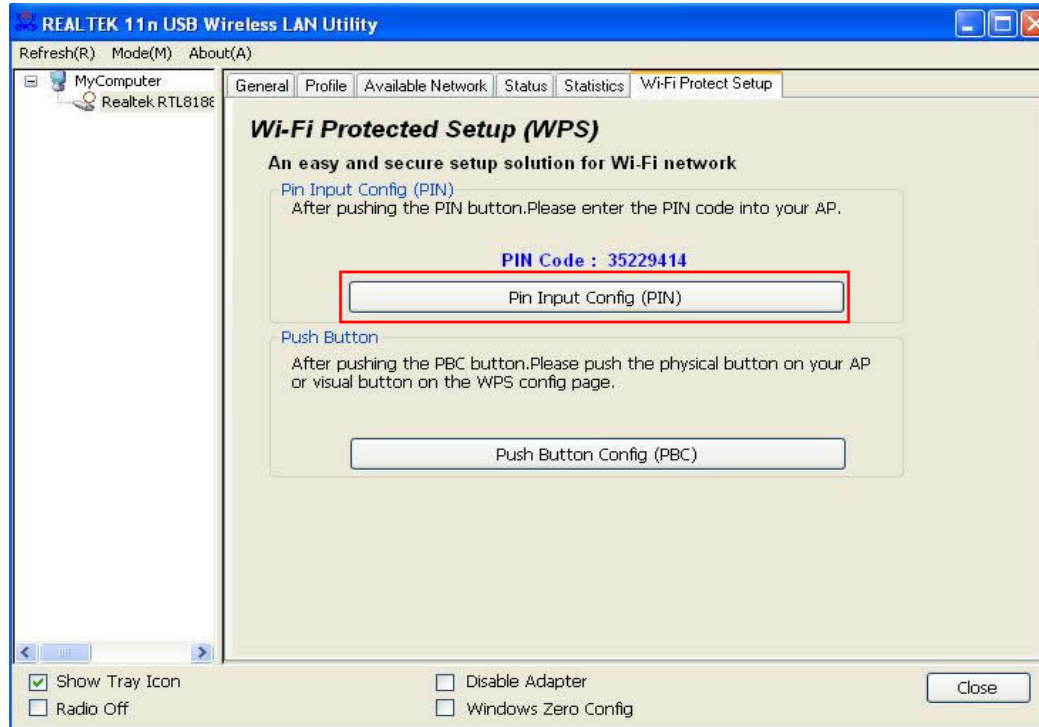 REALTEK 11n USB Wireless LAN Utility
Refresh(R) Mode(M) About(A)
MyComputer
Realtek RTL8188
General Profile Available Network Status Statistics Wi-Fi Protect Setup
Wi-Fi Protected Setup (WPS)
An easy and secure setup solution for Wi-Fi network
Pin Input Config (PIN)
After pushing the PIN button.Please enter the PIN code into your AP.
PIN Code : 35229414
Pin Input Config (PIN)
Push Button
After pushing the PBC button.Please push the physical button on your AP
or visual button on the WPS config page.
Push Button Config (PBC)
Show Tray Icon
Disable Adapter
Close
Radio Off
Windows Zero Config